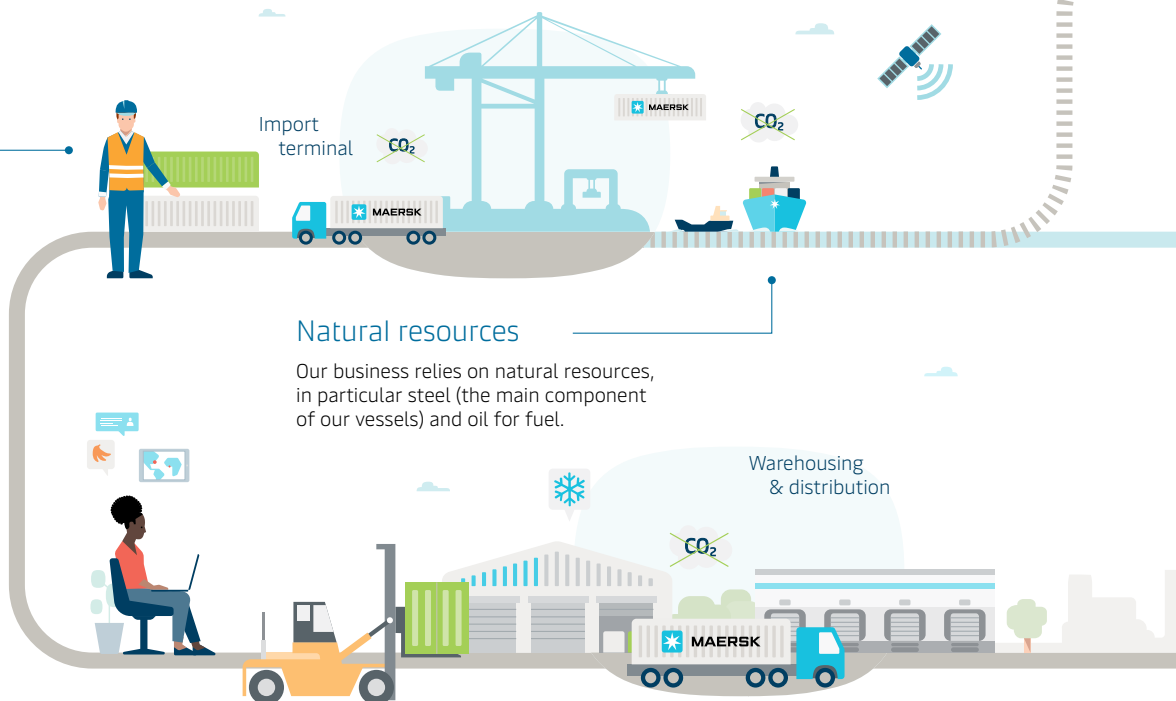 MAERSK
CO₂
Import
terminal
CO₂
MAERSK
Natural resources
Our business relies on natural resources,
in particular steel (the main component
of our vessels) and oil for fuel.
Warehousing
& distribution
CO₂
MAERSK